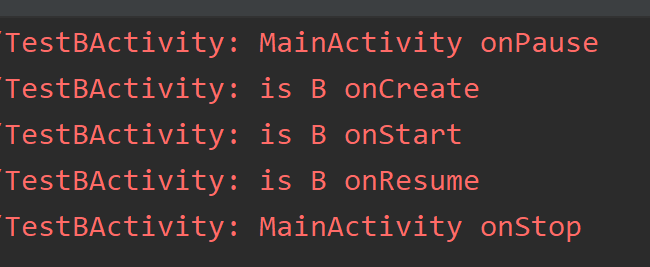 /TestBActivity: MainActivity onPause
/TestBActivity: is B onCreate
/TestBActivity: is B onStart
/TestBActivity: is B onResume
/TestBActivity: MainActivity onStop